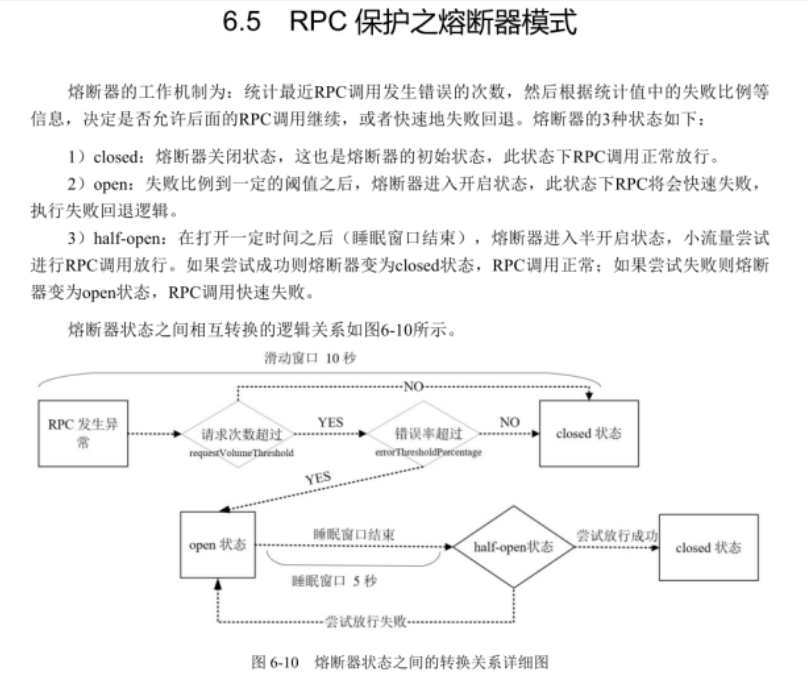 6.5 RPC 保护之熔断器模式
熔断器的工作机制为：统计最近RPC调用发生错误的次数，然后根据统计值中的失败比例等
信息，决定是否允许后面的RPC调用继续，或者快速地失败回退。熔断器的3种状态如下：
1）closed：熔断器关闭状态，这也是熔断器的初始状态，此状态下RPC调用正常放行。
2）open：失败比例到一定的阈值之后，熔断器进入开启状态，此状态下RPC将会快速失败，
执行失败回退逻辑。
3）half-open：在打开一定时间之后（睡眠窗口结束），熔断器进入半开启状态，小流量尝试
进行RPC调用放行。如果尝试成功则熔断器变为closed状态，RPC调用正常；如果尝试失败则熔断
器变为open状态，RPC调用快速失败。
熔断器状态之间相互转换的逻辑关系如图6-10所示。
滑动窗口 10 秒
NO
RPC 发生异
常
请求次数超过
requestVolumeThreshold
YES
错误率超过
errorThresholdPercentage
NO
closed 状态
YES
open 状态
睡眠窗口结束
睡眠窗口 5 秒
half-open状态
尝试放行成功
closed 状态
尝试放行失败
图 6-10 熔断器状态之间的转换关系详细图